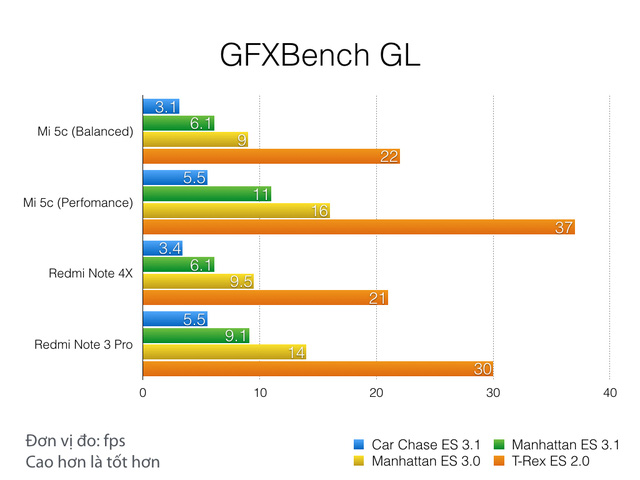 GFXBench GL
Mi 5c (Balanced)
3.1
6.1
9
22
Mi 5c (Perfomance)
5.5
11
16
37
Redmi Note 4X
3.4
6.1
9.5
21
Redmi Note 3 Pro
5.5
9.1
14
30
0 10 20 30 40
Đơn vị đo: fps
Cao hơn là tốt hơn
Car Chase ES 3.1 Manhattan ES 3.1
Manhattan ES 3.0 T-Rex ES 2.0